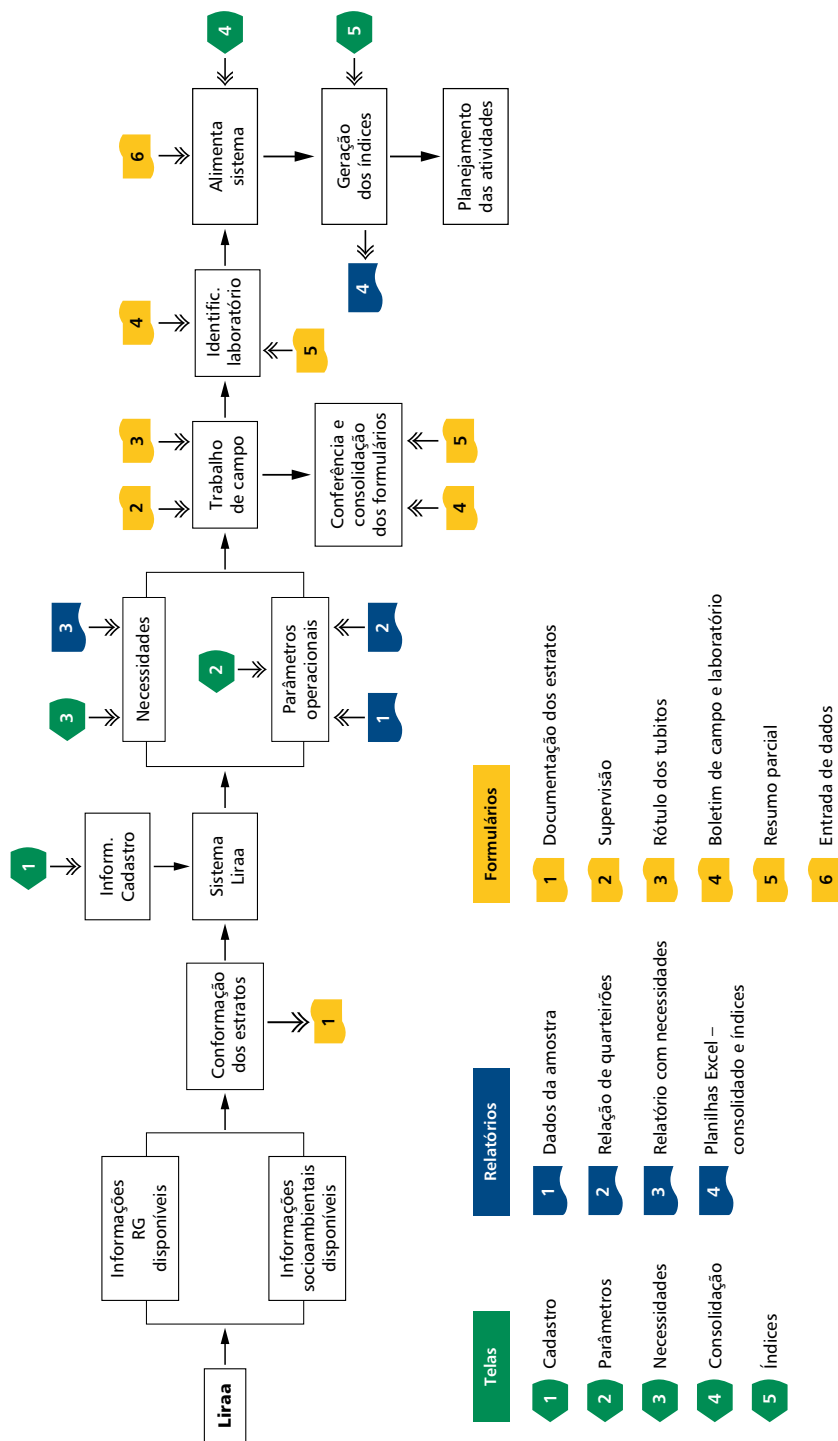 Liraa
Informações
RG
disponíveis
Informações
socioambientais
disponíveis
Conformação
dos estratos
1
1
Inform.
Cadastro
Sistema
Liraa
3
3
Necessidades
2
Parâmetros
operacionais
1
2
2
3
Trabalho
de campo
Conferência e
consolidação
dos formulários
4
5
4
Identific.
laboratório
5
6
Alimenta
sistema
4
Geração
dos índices
5
4
Planejamento
das atividades
Telas
1 Cadastro
2 Parâmetros
3 Necessidades
4 Consolidação
5 Índices
Relatórios
1 Dados da amostra
2 Relação de quarteirões
3 Relatório com necessidades
4 Planilhas Excel –
consolidado e índices
Formulários
1 Documentação dos estratos
2 Supervisão
3 Rótulo dos tubitos
4 Boletim de campo e laboratório
5 Resumo parcial
6 Entrada de dados